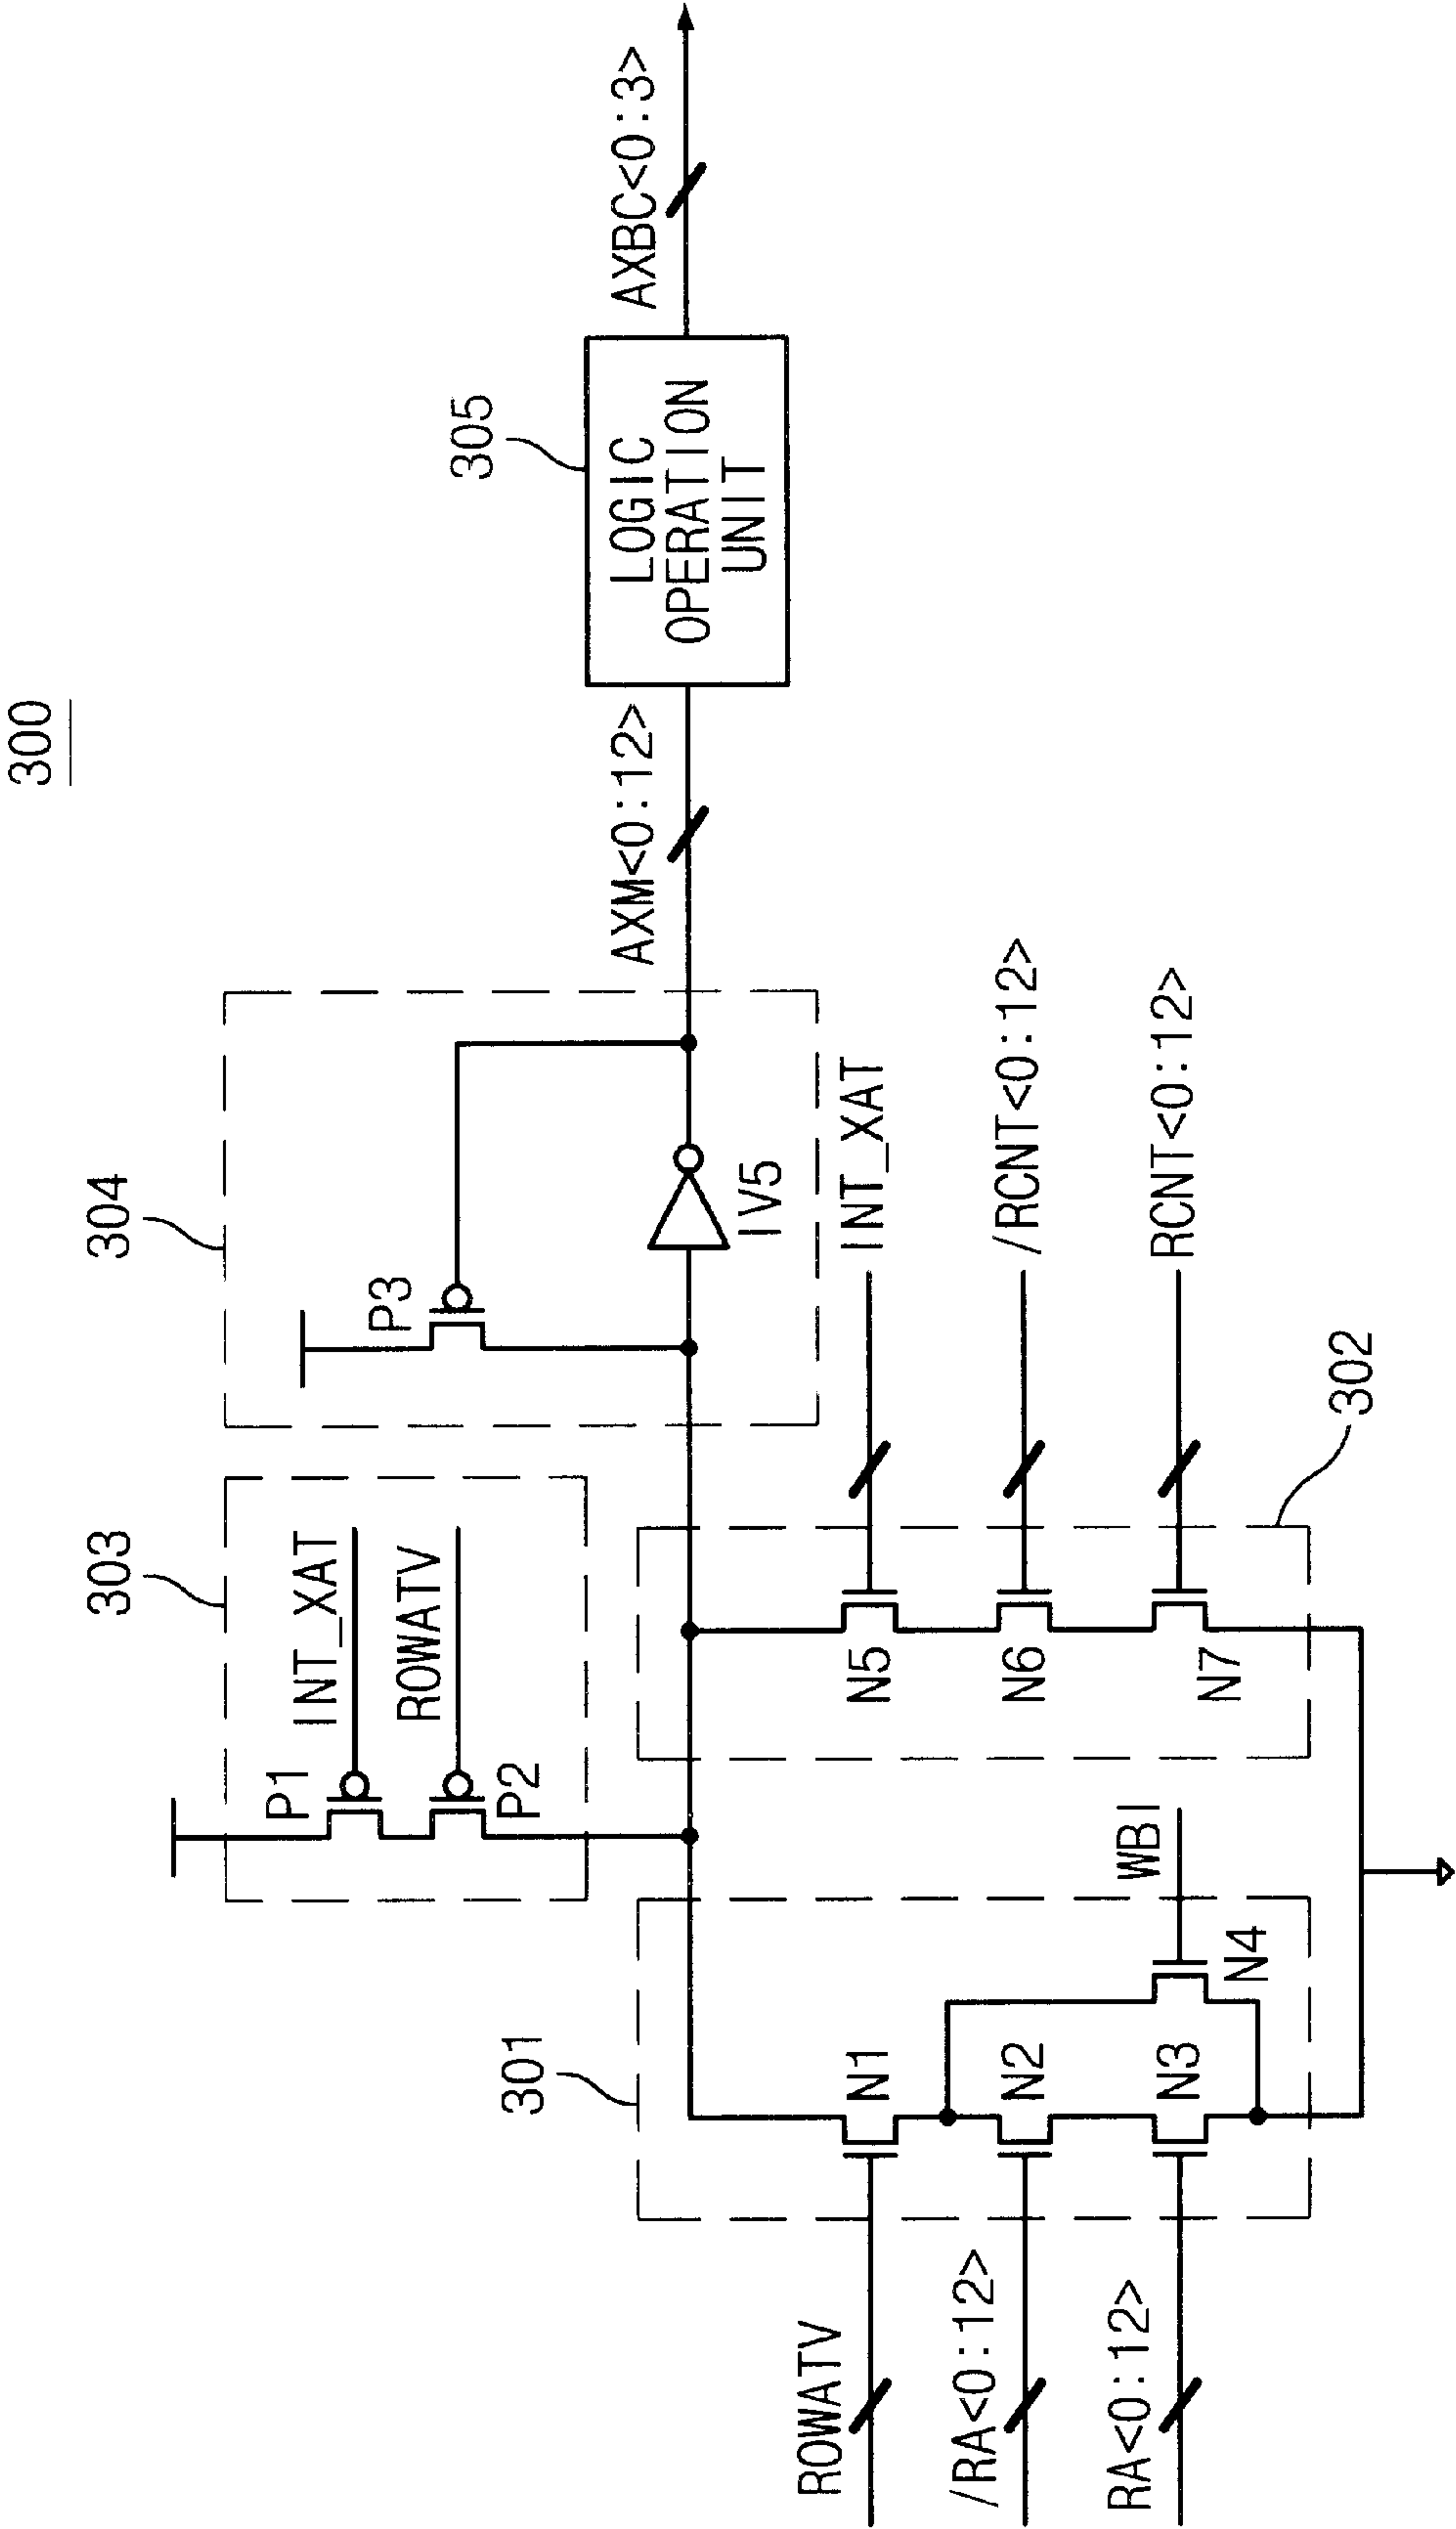 300
303
304
305
P1
INT_XAT
ROWATV
P2
P3
IV5
AXM<0:12>
LOGIC
OPERATION
UNIT
AXBC<0:3>
301
ROWATV
N1
/RA<0:12>
N2
RA<0:12>
N3
N4
WBI
N5
INT_XAT
N6
/RCNT<0:12>
N7
RCNT<0:12>
302